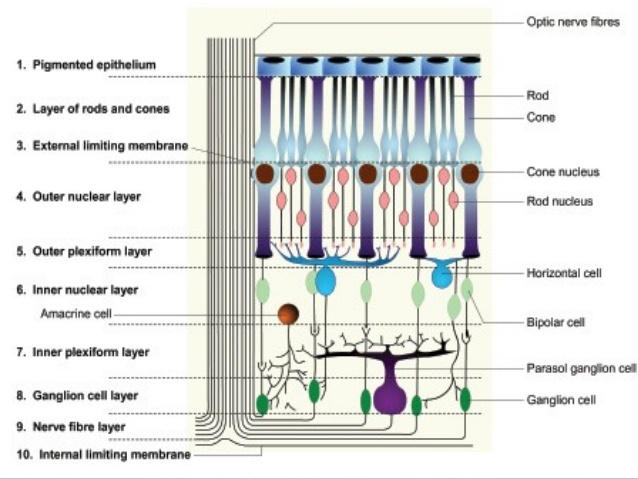 Optic nerve fibres
1. Pigmented epithelium
Rod
2. Layer of rods and cones
Cone
3. External limiting membrane
Cone nucleus
4. Outer nuclear layer
Rod nucleus
5. Outer plexiform layer
Horizontal cell
6. Inner nuclear layer
Amacrine cell
Bipolar cell
7. Inner plexiform layer
Parasol ganglion cell
8. Ganglion cell layer
Ganglion cell
9. Nerve fibre layer
10. Internal limiting membrane